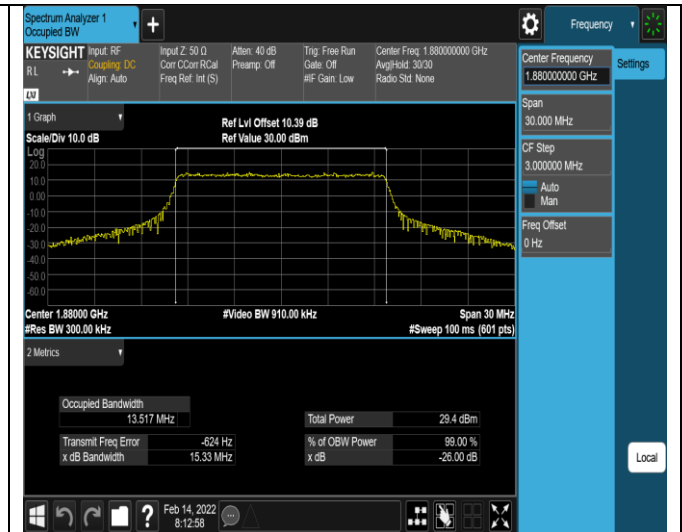 Spectrum Analyzer 1
Occupied BW
+
Frequency
KEYSIGHT
Input: RF
Coupling: DC
Align: Auto
Input Z: 50 Ω
Corr CCorr RCal
Freq Ref: Int (S)
Atten: 40 dB
Preamp: Off
Trig: Free Run
Gate: Off
#IF Gain: Low
Center Freq: 1.880000000 GHz
Avg|Hold: 30/30
Radio Std: None
RL
LXI
Center Frequency
1.880000000 GHz
Settings
Span
30.000 MHz
CF Step
3.000000 MHz
Auto
Man
Freq Offset
0 Hz
1 Graph
Scale/Div 10.0 dB
Ref Lvl Offset 10.39 dB
Ref Value 30.00 dBm
Log
20.0
10.0
0.00
-10.0
-20.0
-30.0
-40.0
-50.0
-60.0
Center 1.88000 GHz
#Video BW 910.00 kHz
Span 30 MHz
#Res BW 300.00 kHz
#Sweep 100 ms (601 pts)
2 Metrics
Occupied Bandwidth
13.517 MHz
Total Power 29.4 dBm
Transmit Freq Error -624 Hz
% of OBW Power 99.00 %
x dB Bandwidth 15.33 MHz
x dB -26.00 dB
Local
?
Feb 14, 2022
8:12:58